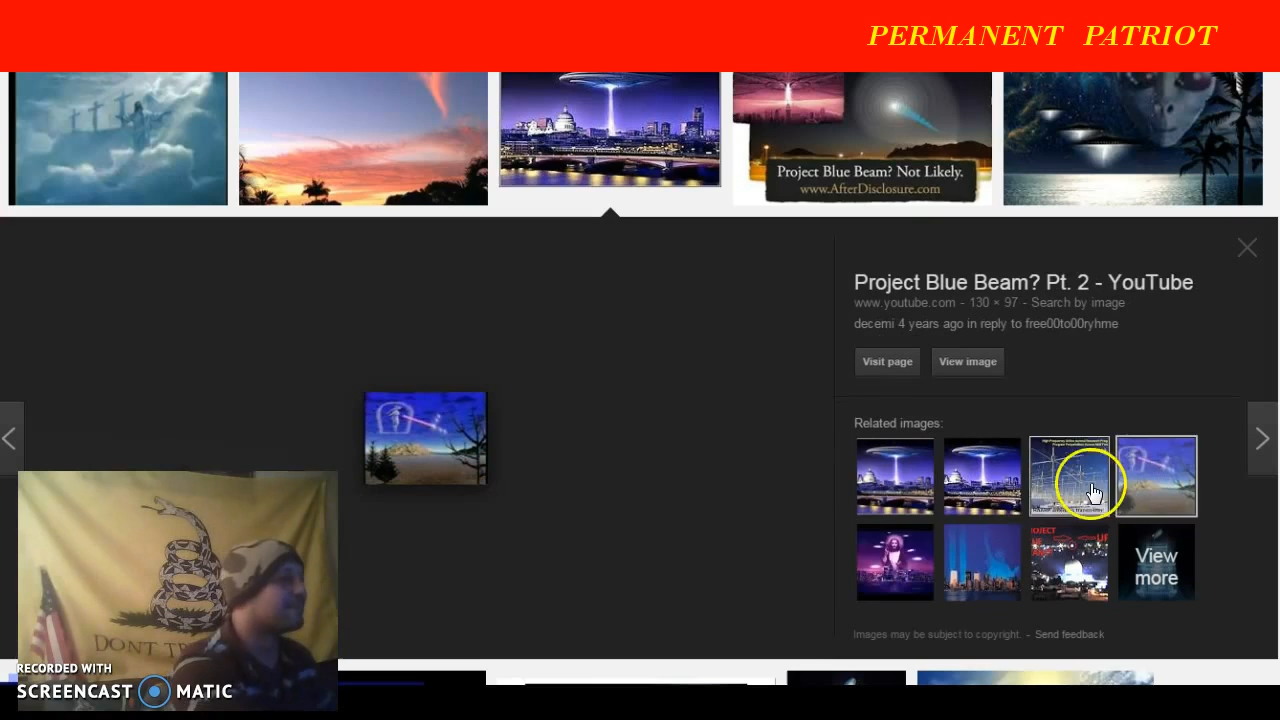 PERMANENT PATRIOT
Project Blue Beam? Not Likely.
www.AfterDisclosure.com
Project Blue Beam? Pt. 2 - YouTube
www.youtube.com - 130 × 97 - Search by image
decemi 4 years ago in reply to free00to00ryhme
Visit page
View image
Related images:
View
more
Images may be subject to copyright. - Send feedback
DONT
RECORDED WITH
SCREENCAST MATIC